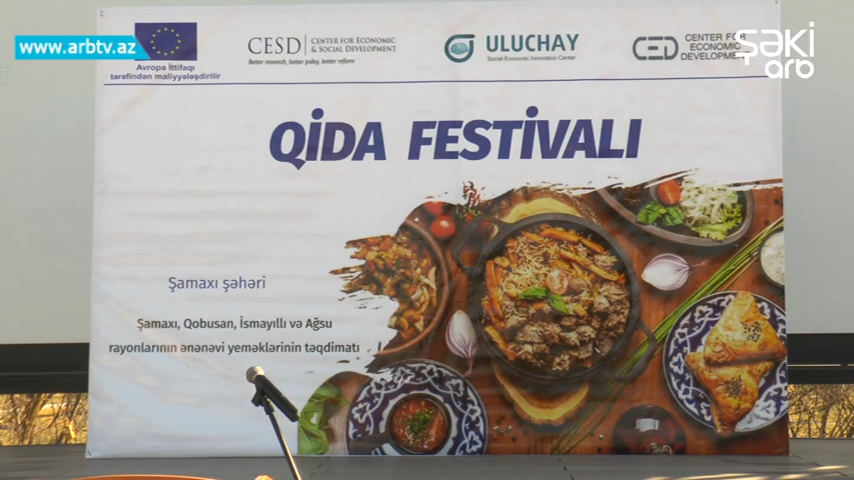 www.arbtv.az
Avropa İttifaqı
tərəfindən maliyyələşdirilir
CESD
CENTER FOR ECONOMIC
& SOCIAL DEVELOPMENT
Better research, better policy, better reform
ULUCHAY
Social-Economic Innovation Center
CED
CENTER FOR
ECONOMIC
DEVELOPMENT
şəki
arb
QİDA FESTİVALI
Şamaxı şəhəri
Şamaxı, Qobusan, İsmayıllı və Ağsu
rayonlarının ənənəvi yeməklərinin təqdimatı